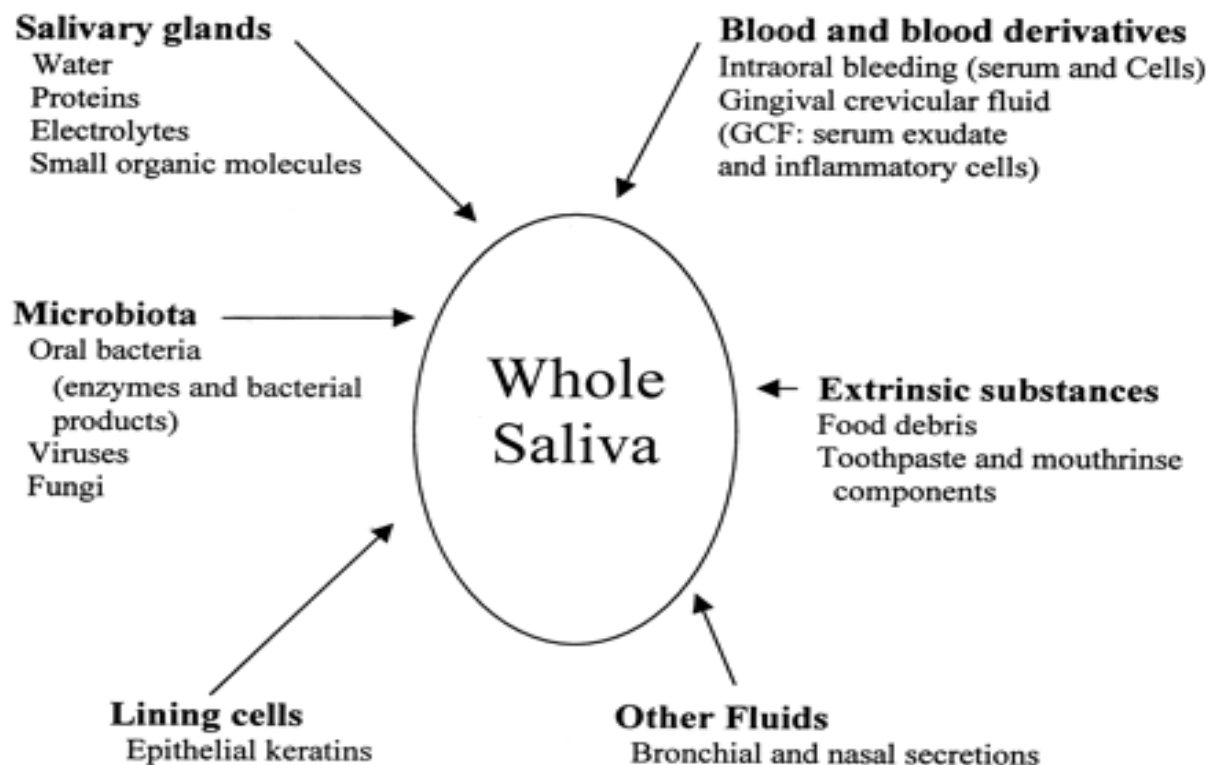 Salivary glands
Water
Proteins
Electrolytes
Small organic molecules
Blood and blood derivatives
Intraoral bleeding (serum and Cells)
Gingival crevicular fluid
(GCF: serum exudate
and inflammatory cells)
Microbiota
Oral bacteria
(enzymes and bacterial
products)
Viruses
Fungi
Whole
Saliva
Extrinsic substances
Food debris
Toothpaste and mouthrinse
components
Lining cells
Epithelial keratins
Other Fluids
Bronchial and nasal secretions